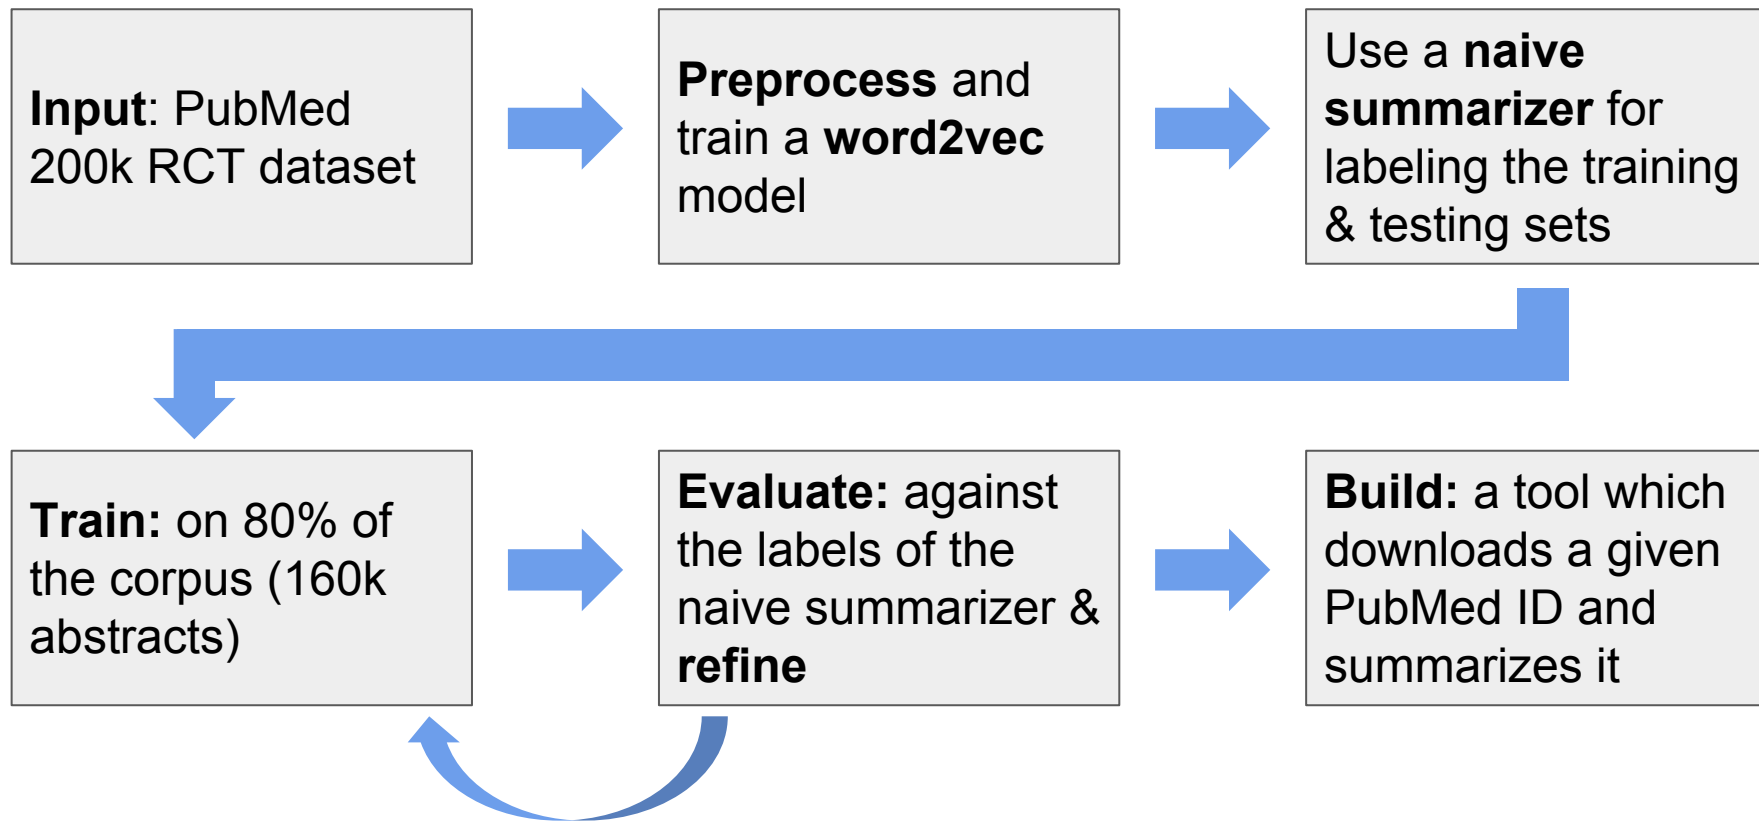 Input: PubMed
200k RCT dataset
Preprocess and
train a word2vec
model
Use a naive
summarizer for
labeling the training
& testing sets
Train: on 80% of
the corpus (160k
abstracts)
Evaluate: against
the labels of the
naive summarizer &
refine
Build: a tool which
downloads a given
PubMed ID and
summarizes it